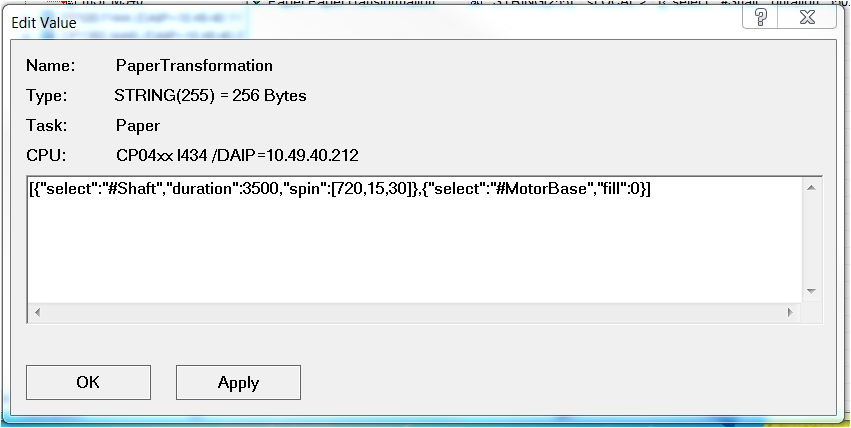 Edit Value
Name: PaperTransformation
Type: STRING(255) = 256 Bytes
Task: Paper
CPU: CP04xx I434 /DAIP=10.49.40.212
[{"select":"#Shaft","duration":3500,"spin":[720,15,30]},{"select":"#MotorBase","fill":0}]
OK Apply